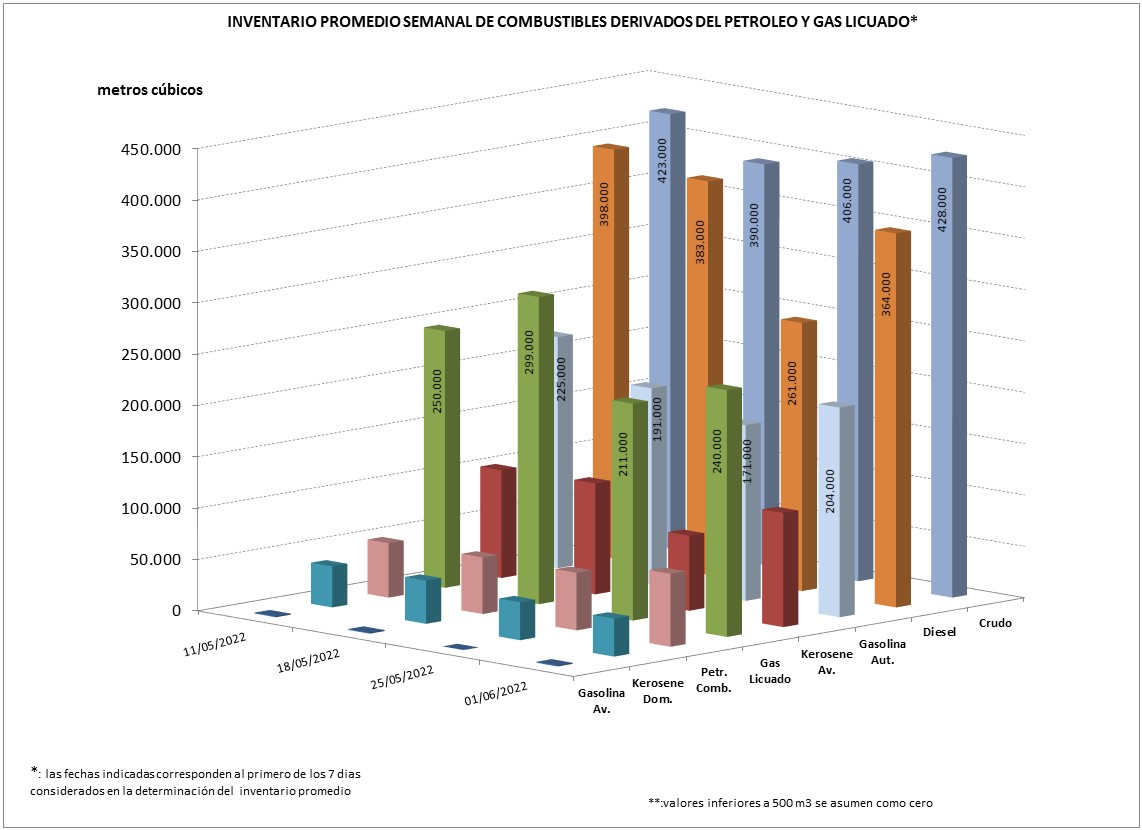 INVENTARIO PROMEDIO SEMANAL DE COMBUSTIBLES DERIVADOS DEL PETROLEO Y GAS LICUADO*
metros cúbicos
450.000
400.000
350.000
300.000
250.000
200.000
150.000
100.000
50.000
0
250.000
299.000
211.000
240.000
225.000
191.000
171.000
204.000
398.000
383.000
261.000
364.000
423.000
390.000
406.000
428.000
11/05/2022
18/05/2022
25/05/2022
01/06/2022
Gasolina
Av.
Kerosene
Dom.
Petr.
Comb.
Gas
Licuado
Kerosene
Av.
Gasolina
Aut.
Diesel
Crudo
*: las fechas indicadas corresponden al primero de los 7 dias
considerados en la determinación del inventario promedio
**:valores inferiores a 500 m3 se asumen como cero